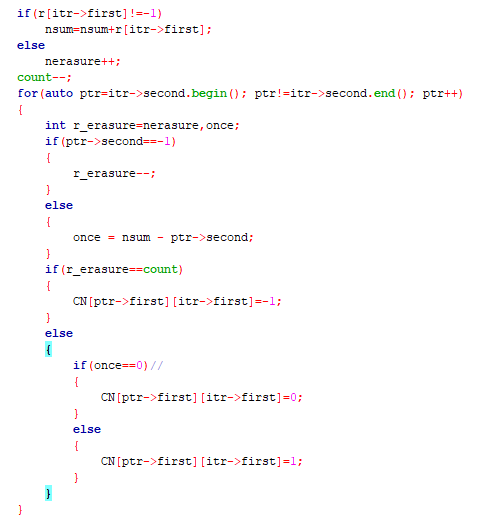 if(r[itr->first]!=-1)
    nsum=nsum+r[itr->first];
else
    nerasure++;
count--;
for(auto ptr=itr->second.begin(); ptr!=itr->second.end(); ptr++)
{
    int r_erasure=nerasure,once;
    if(ptr->second==-1)
    {
        r_erasure--;
    }
    else
    {
        once = nsum - ptr->second;
    }
    if(r_erasure==count)
    {
        CN[ptr->first][itr->first]=-1;
    }
    else
    {
        if(once==0)//
        {
            CN[ptr->first][itr->first]=0;
        }
        else
        {
            CN[ptr->first][itr->first]=1;
        }
    }
}